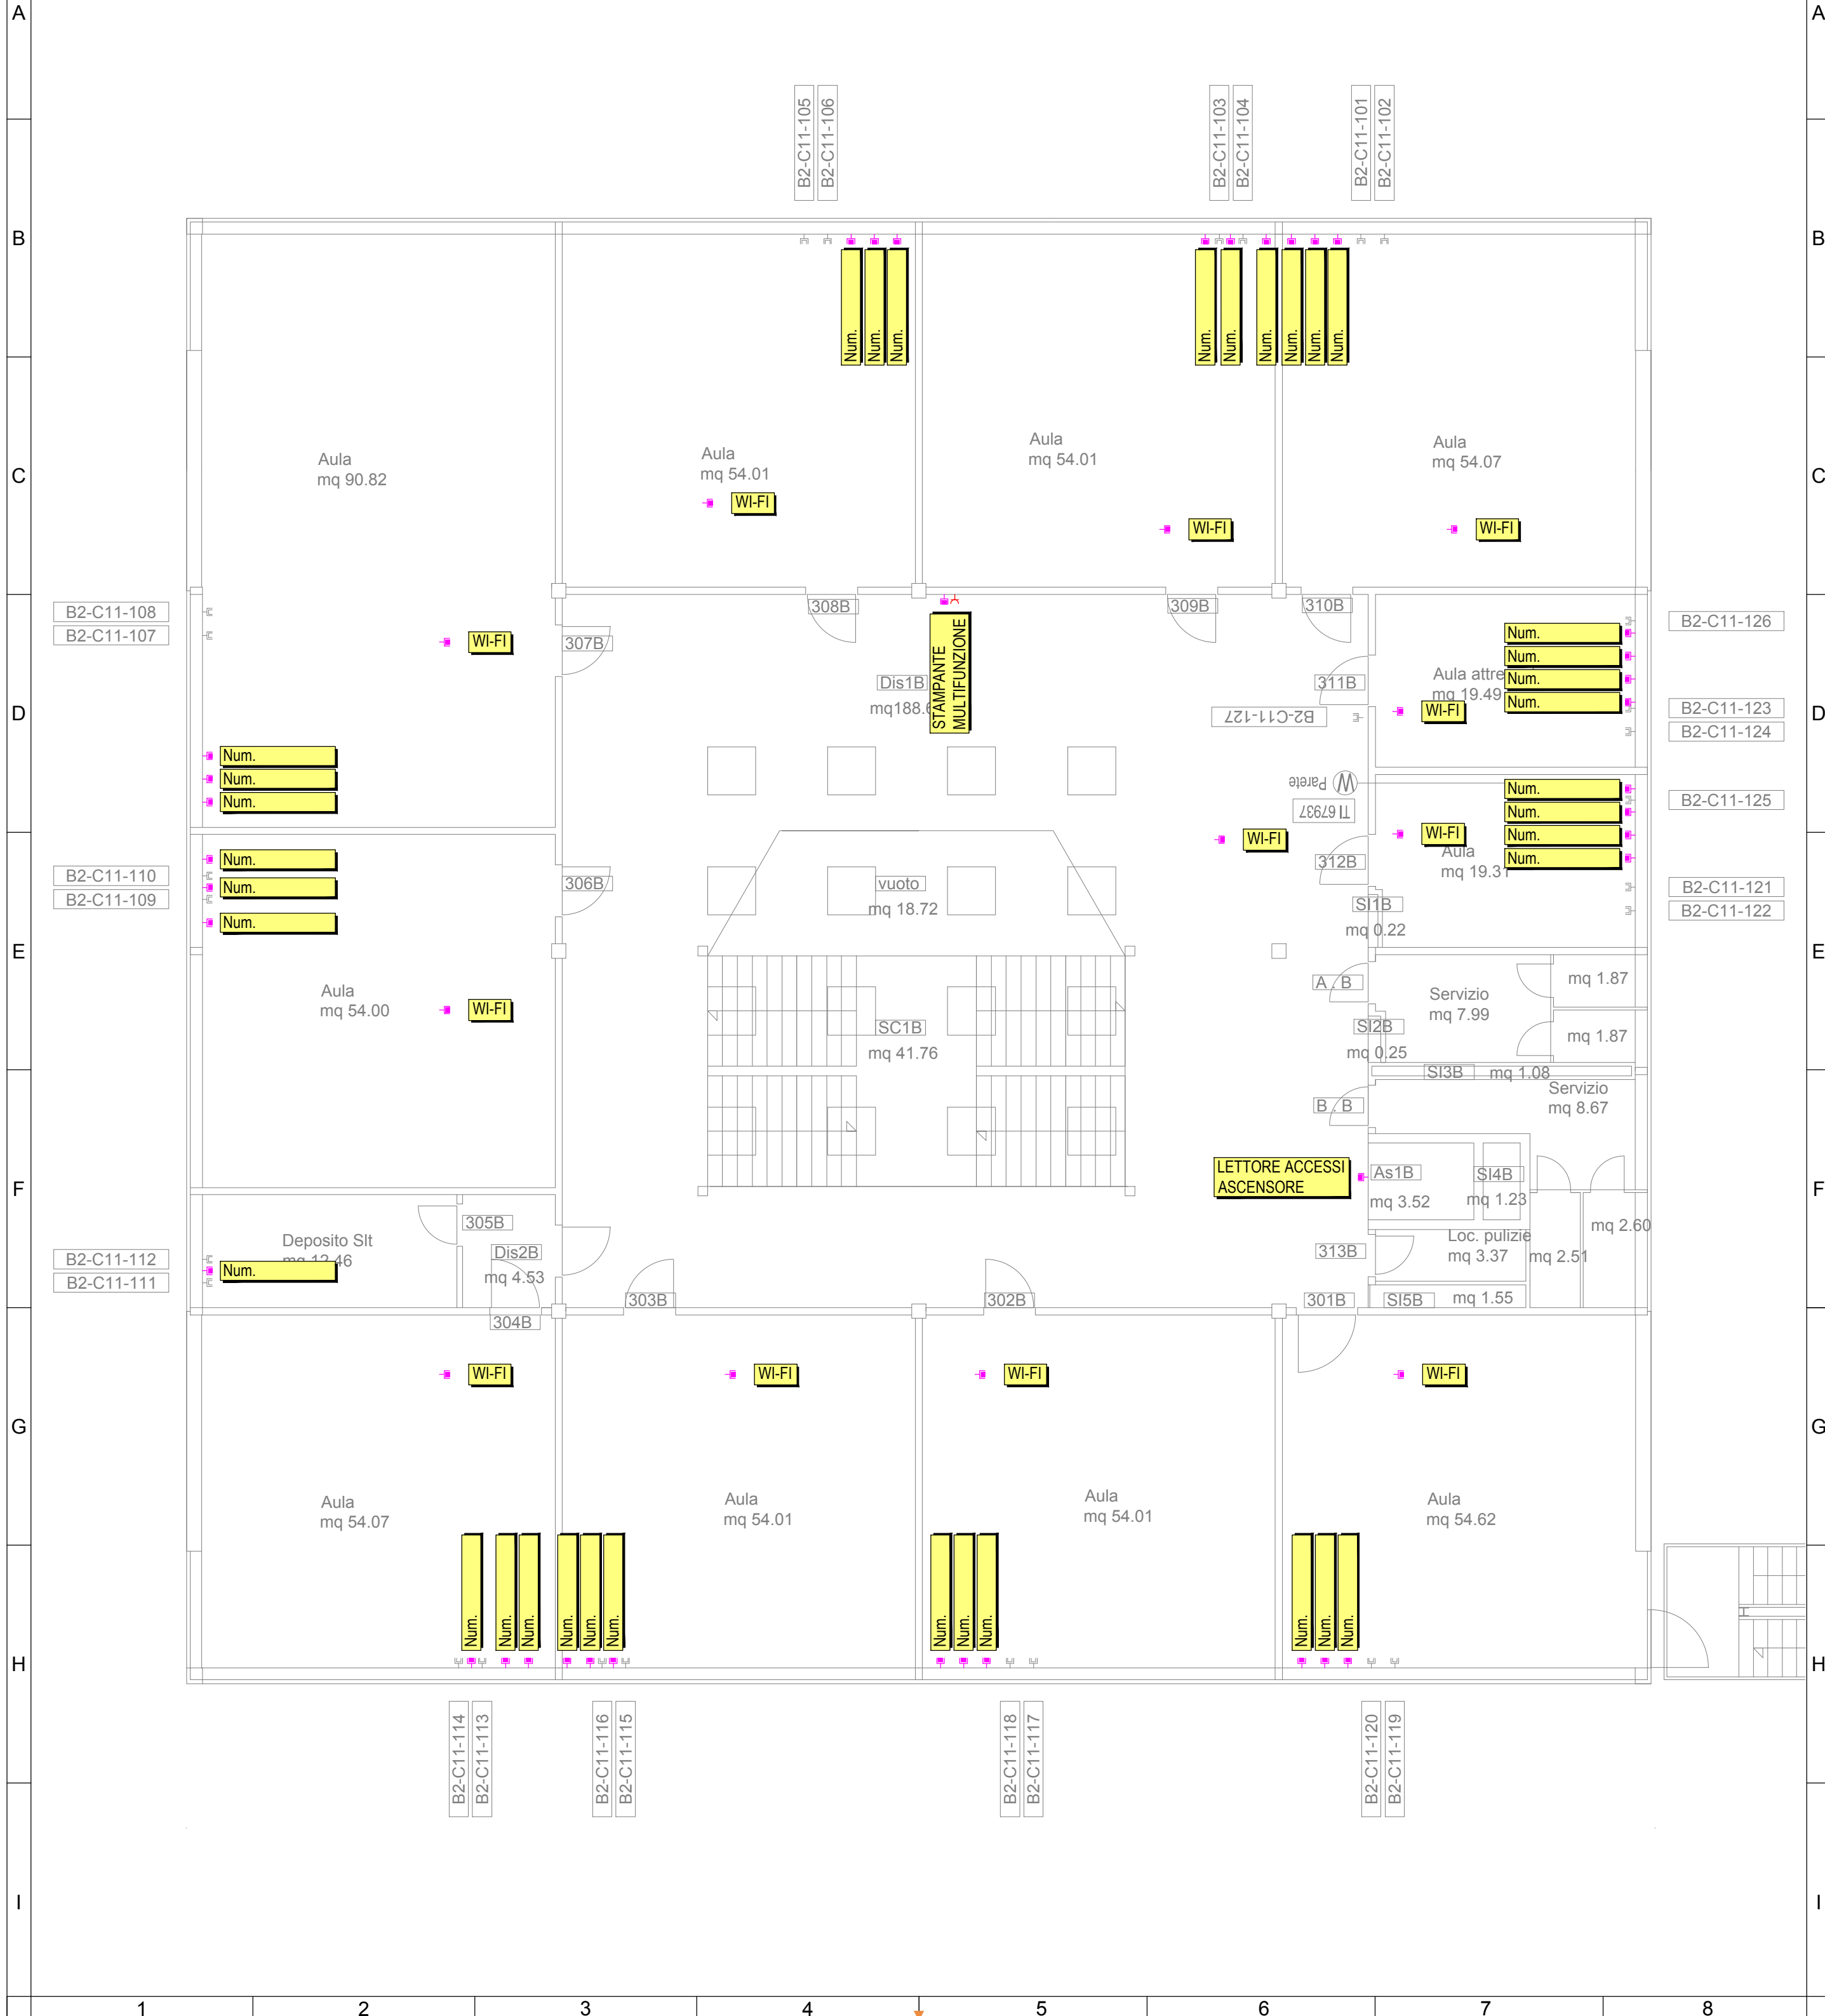 A
A
B2-C11-105
B2-C11-106
B2-C11-103
B2-C11-104
B2-C11-101
B2-C11-102
B
B
Num.
Num.
Num.
Num.
Num.
Num.
Num.
Num.
Num.
C
C
Aula
mq 90.82
Aula
mq 54.01
WI-FI
Aula
mq 54.01
WI-FI
Aula
mq 54.07
WI-FI
B2-C11-108
B2-C11-107
WI-FI
307B
308B
309B
310B
STAMPANTE
MULTIFUNZIONE
Dis1B
mq188.6
311B
B2-C11-127
Aula attre
mq 19.49
WI-FI
Num.
Num.
Num.
Num.
B2-C11-126
B2-C11-123
B2-C11-124
D
D
Num.
Num.
Num.
Parete
W
TI 67937
WI-FI
312B
WI-FI
Aula
mq 19.31
Num.
Num.
Num.
Num.
B2-C11-125
B2-C11-121
B2-C11-122
Num.
Num.
Num.
B2-C11-110
B2-C11-109
306B
vuoto
mq 18.72
SI1B
mq 0.22
E
E
Aula
mq 54.00
WI-FI
SC1B
mq 41.76
A . B
Servizio
mq 7.99
mq 1.87
mq 1.87
SI2B
mq 0.25
SI3B
mq 1.08
Servizio
mq 8.67
B . B
LETTORE ACCESSI
ASCENSORE
As1B
mq 3.52
SI4B
mq 1.23
F
F
305B
Deposito Slt
mq 12.46
Num.
B2-C11-112
B2-C11-111
Dis2B
mq 4.53
313B
Loc. pulizie
mq 3.37
mq 2.51
mq 2.60
304B
303B
302B
301B
SI5B
mq 1.55
WI-FI
WI-FI
WI-FI
WI-FI
G
G
Aula
mq 54.07
Aula
mq 54.01
Aula
mq 54.01
Aula
mq 54.62
Num.
Num.
Num.
Num.
Num.
Num.
Num.
Num.
Num.
Num.
Num.
Num.
H
H
B2-C11-114
B2-C11-113
B2-C11-116
B2-C11-115
B2-C11-118
B2-C11-117
B2-C11-120
B2-C11-119
I
I
1
2
3
4
5
6
7
8